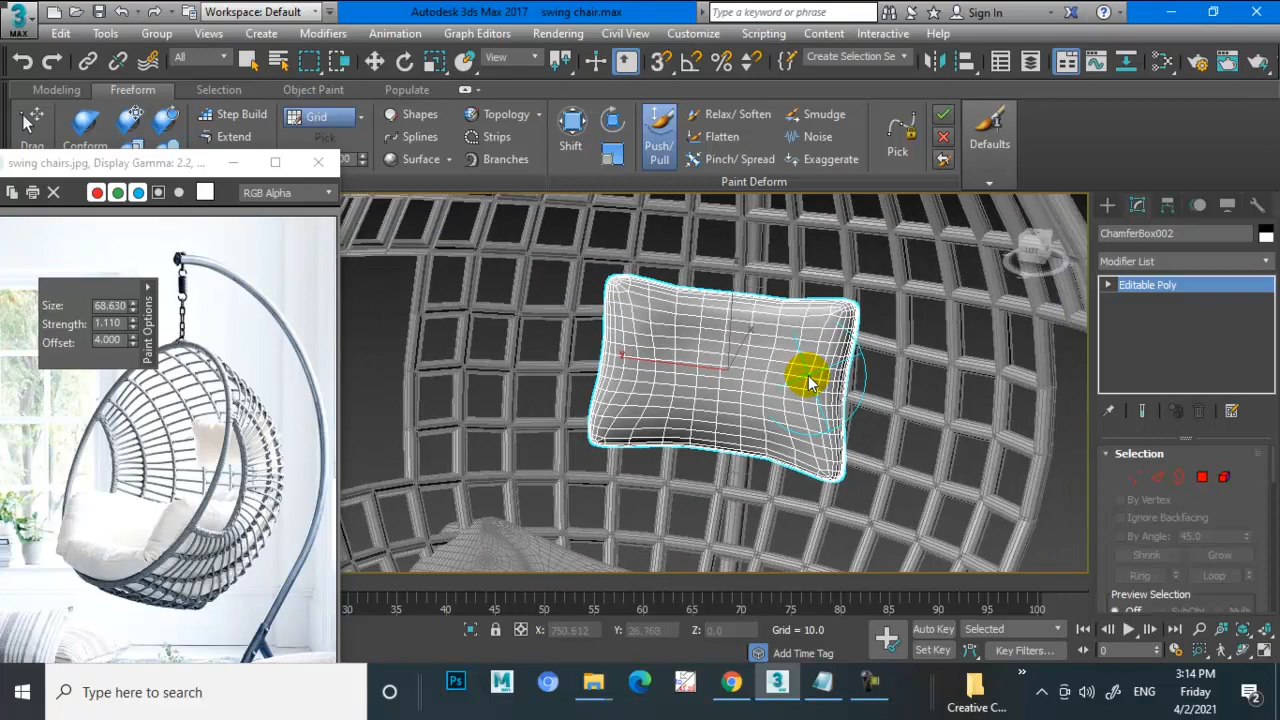 Workspace: Default
Autodesk 3ds Max 2017
swing chair.max
Type a keyword or phrase
Sign In
MAX
Edit
Tools
Group
Views
Create
Modifiers
Animation
Graph Editors
Rendering
Civil View
Customize
Scripting
Content
Interactive
Help
All
View
Create Selection Se
Modeling
Freeform
Selection
Object Paint
Populate
Drag
Conform
Step Build
Extend
Grid
Pick
Shapes
Splines
Surface
Topology
Strips
Branches
Shift
Push/
Pull
Relax/ Soften
Flatten
Pinch/ Spread
Smudge
Noise
Exaggerate
Paint Deform
Pick
Defaults
swing chairs.jpg, Display Gamma: 2.2, ...
RGB Alpha
Size: 68.630
Strength: 1.110
Offset: 4.000
Paint Options
ChamferBox002
Modifier List
Editable Poly
Selection
By Vertex
Ignore Backfacing
By Angle: 45.0
Shrink
Grow
Ring
Loop
Preview Selection
Off
SubObj
Multi
30 35 40 45 50 55 60 65 70 75 80 85 90 95 100
X: 750.612
Y: 26.768
Z: 0.0
Grid = 10.0
Add Time Tag
Auto Key
Selected
Set Key
Key Filters...
0
Type here to search
Creative C...
ENG
3:14 PM
Friday
4/2/2021
2